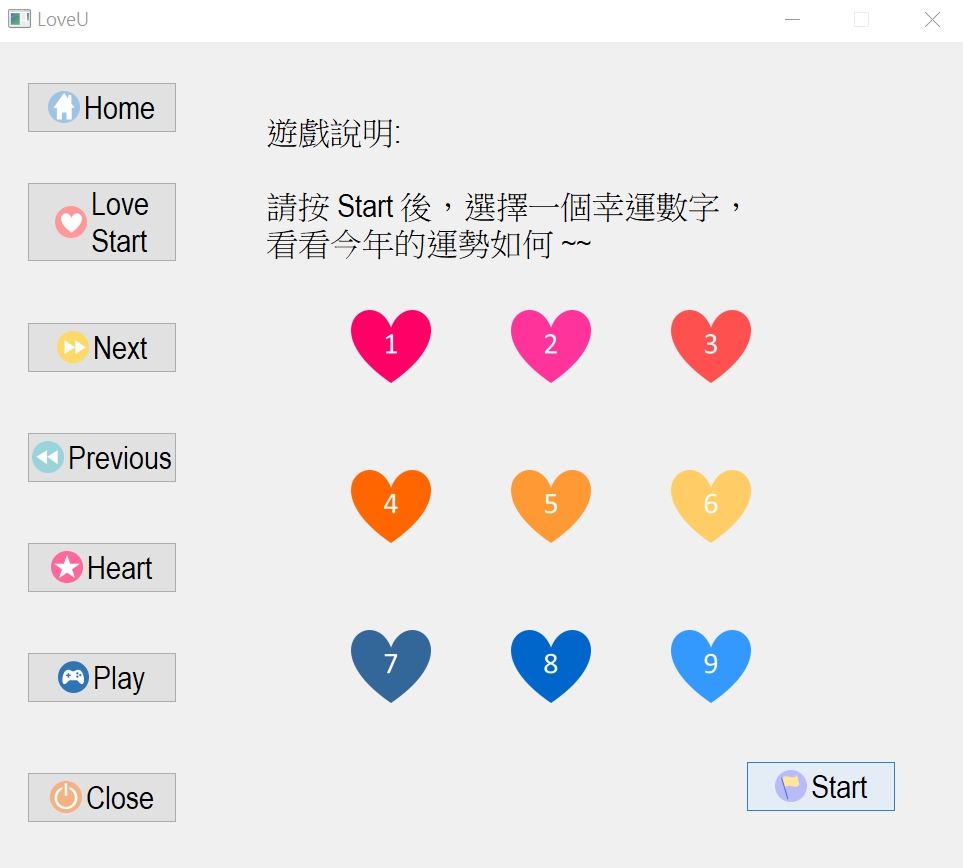 LoveU
Home
Love
Start
Next
Previous
Heart
Play
Close
遊戲說明:
請按 Start 後，選擇一個幸運數字，
看看今年的運勢如何 ~~
1 2 3
4 5 6
7 8 9
Start